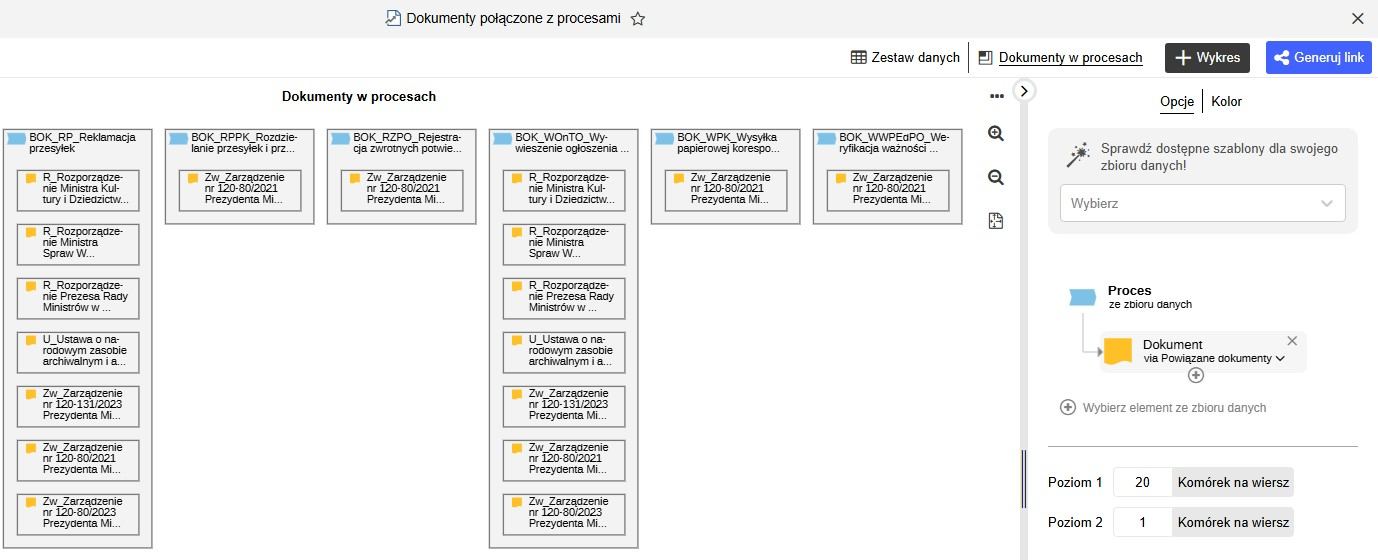 Dokumenty połączone z procesami
Zestaw danych
Dokumenty w procesach
Wykres
Generuj link
Dokumenty w procesach
BOK_RP_Reklamacja
przesyłek
R_Rozporządze-
nie Ministra Kul-
tury i Dziedzictw...
R_Rozporządze-
nie Ministra
Spraw W...
R_Rozporządze-
nie Prezesa Rady
Ministrów w ...
U_Ustawa o na-
rodowym zasobie
archiwalnym i a...
Zw_Zarządzenie
nr 120-131/2023
Prezydenta Mi...
Zw_Zarządzenie
nr 120-80/2021
Prezydenta Mi...
Zw_Zarządzenie
nr 120-80/2023
Prezydenta Mi...
BOK_RPPK_Rozdzie-
lanie przesyłek i prz...
Zw_Zarządzenie
nr 120-80/2021
Prezydenta Mi...
BOK_RZPO_Rejestra-
cja zwrotnych potwie...
Zw_Zarządzenie
nr 120-80/2021
Prezydenta Mi...
BOK_WOnTO_Wy-
wieszenie ogłoszenia ...
R_Rozporządze-
nie Ministra Kul-
tury i Dziedzictw...
R_Rozporządze-
nie Ministra
Spraw W...
R_Rozporządze-
nie Prezesa Rady
Ministrów w ...
U_Ustawa o na-
rodowym zasobie
archiwalnym i a...
Zw_Zarządzenie
nr 120-131/2023
Prezydenta Mi...
Zw_Zarządzenie
nr 120-80/2021
Prezydenta Mi...
Zw_Zarządzenie
nr 120-80/2023
Prezydenta Mi...
BOK_WPK_Wysyłka
papierowej korespo...
Zw_Zarządzenie
nr 120-80/2021
Prezydenta Mi...
BOK_WWPEdPO_We-
ryfikacja ważności ...
Zw_Zarządzenie
nr 120-80/2021
Prezydenta Mi...
Opcje
Kolor
Sprawdź dostępne szablony dla swojego
zbioru danych!
Wybierz
Proces
ze zbioru danych
Dokument
via Powiązane dokumenty
Wybierz element ze zbioru danych
Poziom 1 20 Komórek na wiersz
Poziom 2 1 Komórek na wiersz